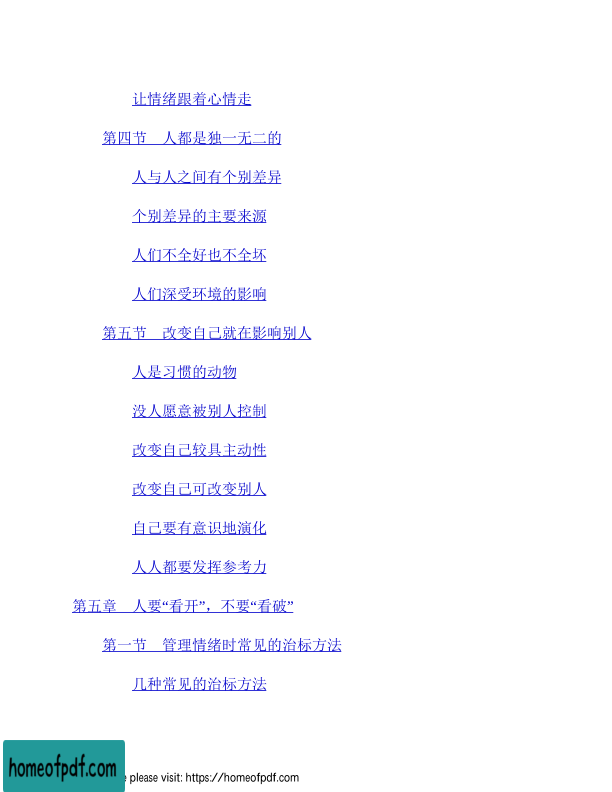 让情绪跟着心情走
第四节　人都是独一无二的
人与人之间有个别差异
个别差异的主要来源
人们不全好也不全坏
人们深受环境的影响
第五节　改变自己就在影响别人
人是习惯的动物
没人愿意被别人控制
改变自己较具主动性
改变自己可改变别人
自己要有意识地演化
人人都要发挥参考力
第五章　人要“看开”，不要“看破”
第一节　管理情绪时常见的治标方法
几种常见的治标方法
homeofpdf.com
please visit: https://homeofpdf.com